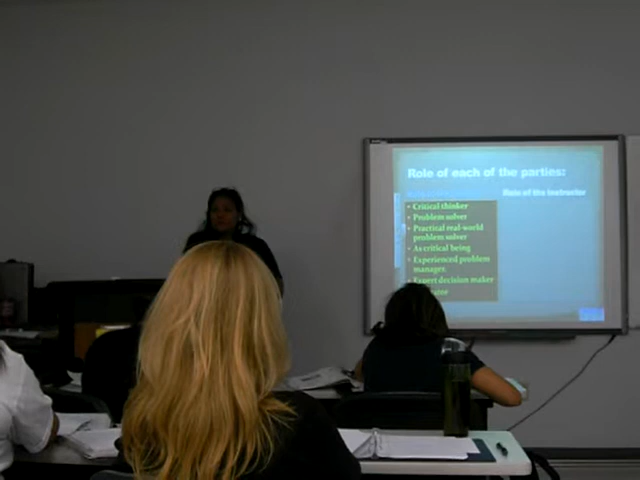 Role of each of the parties:
Role of the instructor
• Critical thinker
• Problem solver
• Practical real-world
problem solver
• As critical being
• Experienced problem
manager
• Expert decision maker